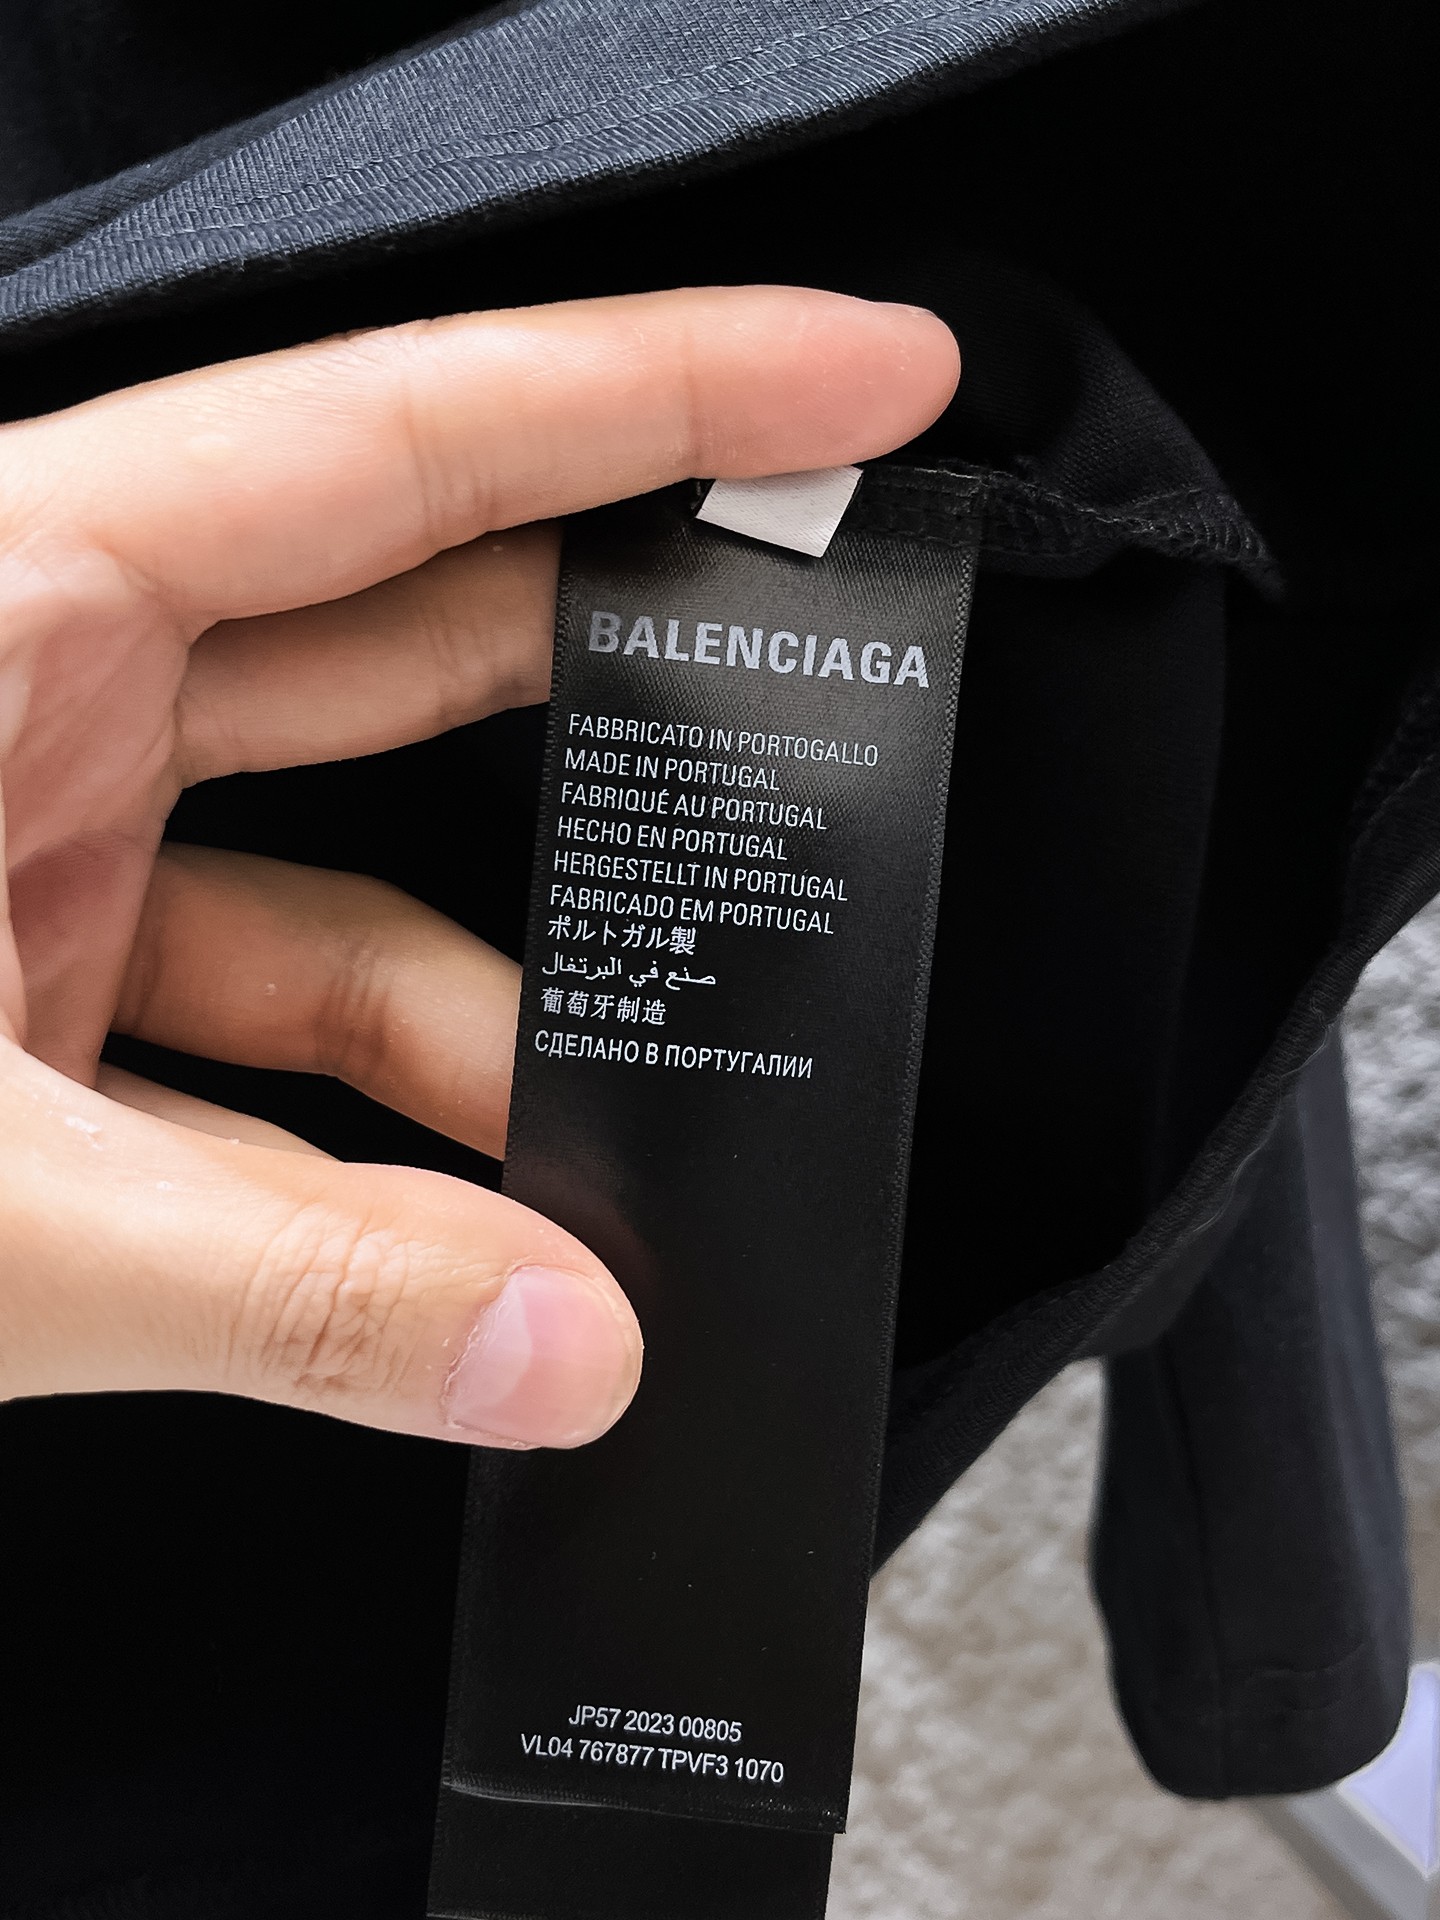 BALENCIAGA
FABBRICATO IN PORTOGALLO
MADE IN PORTUGAL
FABRIQUÉ AU PORTUGAL
HECHO EN PORTUGAL
HERGESTELLT IN PORTUGAL
FABRICADO EM PORTUGAL
ポルトガル製
صنع في البرتغال
葡萄牙制造
СДЕЛАНО В ПОРТУГАЛИИ
JP57 2023 00805
VL04 767877 TPVF3 1070